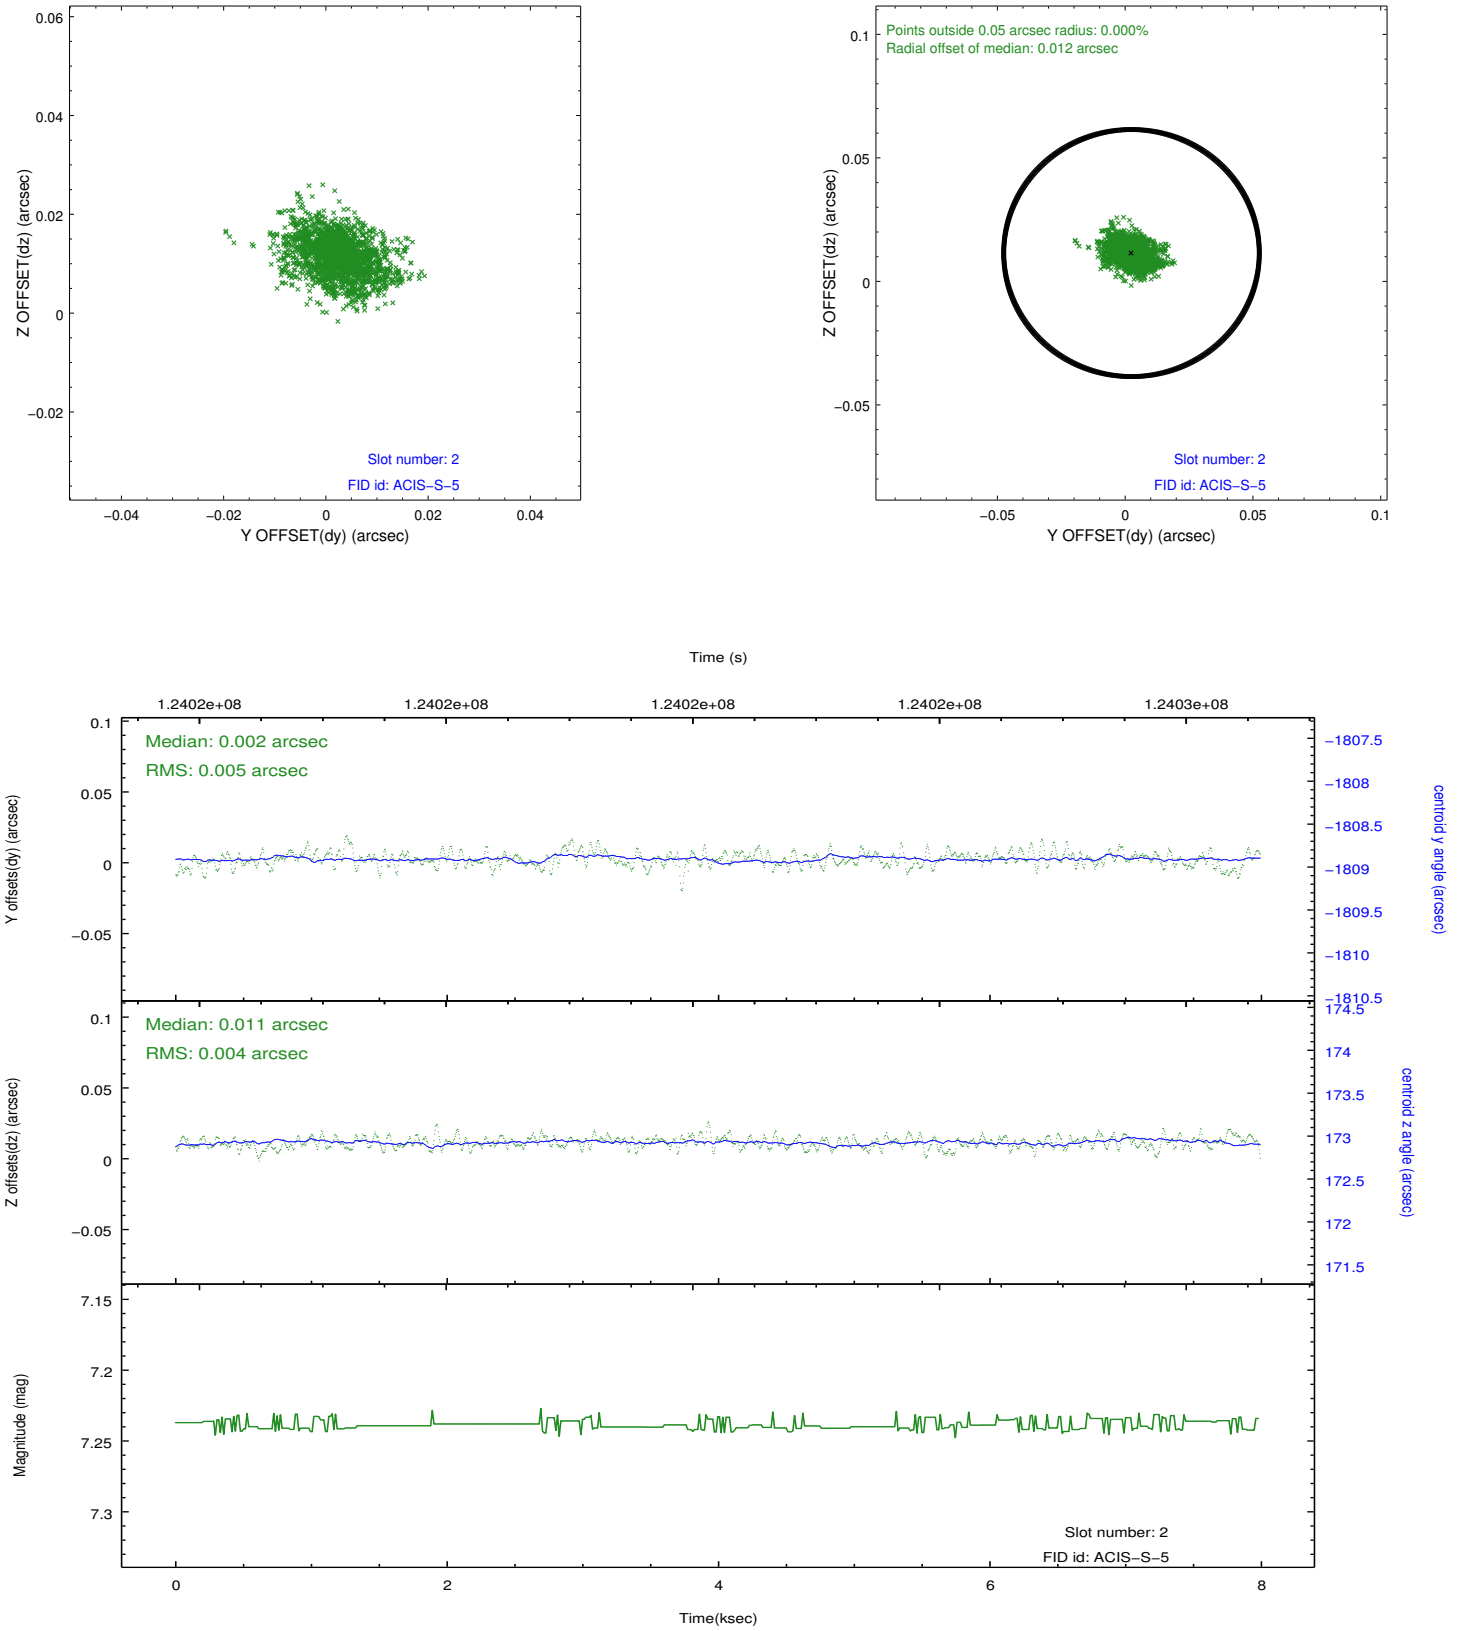 0.06
0.04
0.02
0
−0.02
Z OFFSET(dz) (arcsec)
Slot number: 2
FID id: ACIS−S−5
−0.04 −0.02 0 0.02 0.04
Y OFFSET(dy) (arcsec)
Points outside 0.05 arcsec radius: 0.000%
Radial offset of median: 0.012 arcsec
0.1
0.05
0
−0.05
Z OFFSET(dz) (arcsec)
Slot number: 2
FID id: ACIS−S−5
−0.05 0 0.05 0.1
Y OFFSET(dy) (arcsec)
Time (s)
1.2402e+08 1.2402e+08 1.2402e+08 1.2402e+08 1.2403e+08
Median: 0.002 arcsec
RMS: 0.005 arcsec
0.1
0.05
0
−0.05
Y offsets(dy) (arcsec)
−1807.5
−1808
−1808.5
−1809
−1809.5
−1810
−1810.5
centroid y angle (arcsec)
Median: 0.011 arcsec
RMS: 0.004 arcsec
0.1
0.05
0
−0.05
Z offsets(dz) (arcsec)
174.5
174
173.5
173
172.5
172
171.5
centroid z angle (arcsec)
7.15
7.2
7.25
7.3
Magnitude (mag)
Slot number: 2
FID id: ACIS−S−5
0 2 4 6 8
Time(ksec)